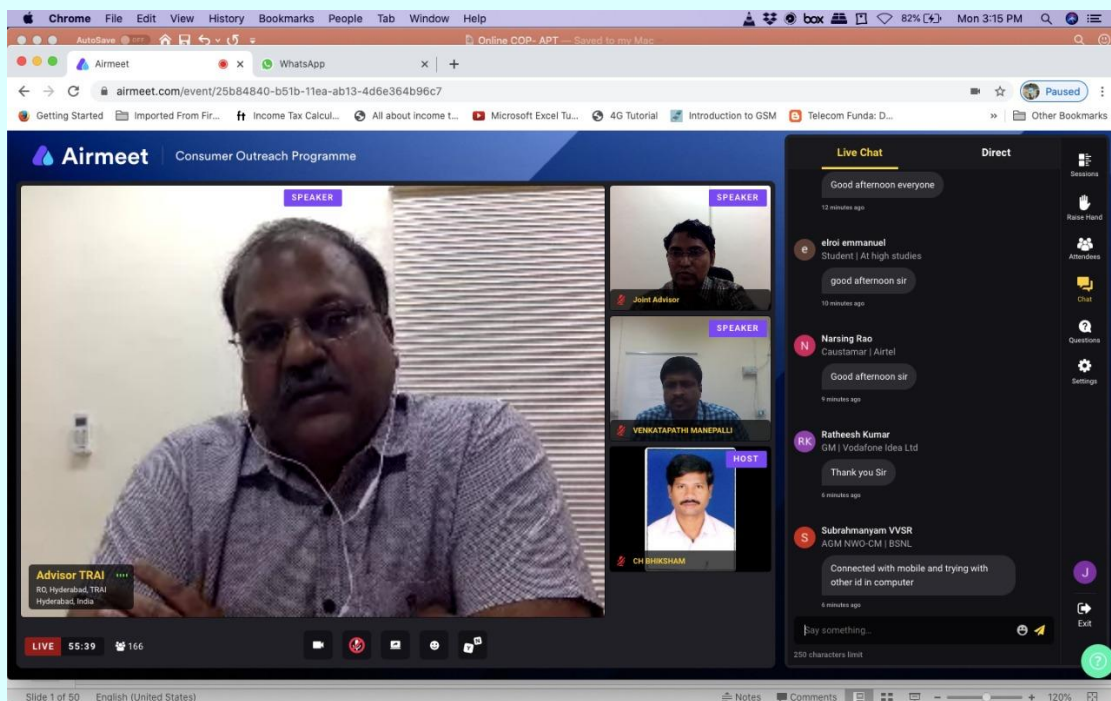 Chrome File Edit View History Bookmarks People Tab Window Help
box 82% Mon 3:15 PM
AutoSave OFF Online COP- APT — Saved to my Mac
Airmeet × WhatsApp × +
airmeet.com/event/25b84840-b51b-11ea-ab13-4d6e364b96c7 Paused
Getting Started Imported From Fir... Income Tax Calcul... All about income t... Microsoft Excel Tu... 4G Tutorial Introduction to GSM Telecom Funda: D... » Other Bookmarks
Airmeet Consumer Outreach Programme
SPEAKER
Advisor TRAI
RO, Hyderabad, TRAI
Hyderabad, India
SPEAKER
Joint Advisor
SPEAKER
VENKATAPATHI MANEPALLI
HOST
CH BHIKSHAM
LIVE 55:39 166
Y N
Live Chat Direct
Good afternoon everyone
12 minutes ago
e
elroi emmanuel
Student | At high studies
good afternoon sir
10 minutes ago
N
Narsing Rao
Caustamar | Airtel
Good afternoon sir
9 minutes ago
RK
Ratheesh Kumar
GM | Vodafone Idea Ltd
Thank you Sir
6 minutes ago
S
Subrahmanyam VVSR
AGM NWO-CM | BSNL
Connected with mobile and trying with
other id in computer
6 minutes ago
Say something...
250 characters limit
Sessions
Raise Hand
Attendees
Chat
Questions
Settings
J
Exit
?
Slide 1 of 50 English (United States) Notes Comments 120%